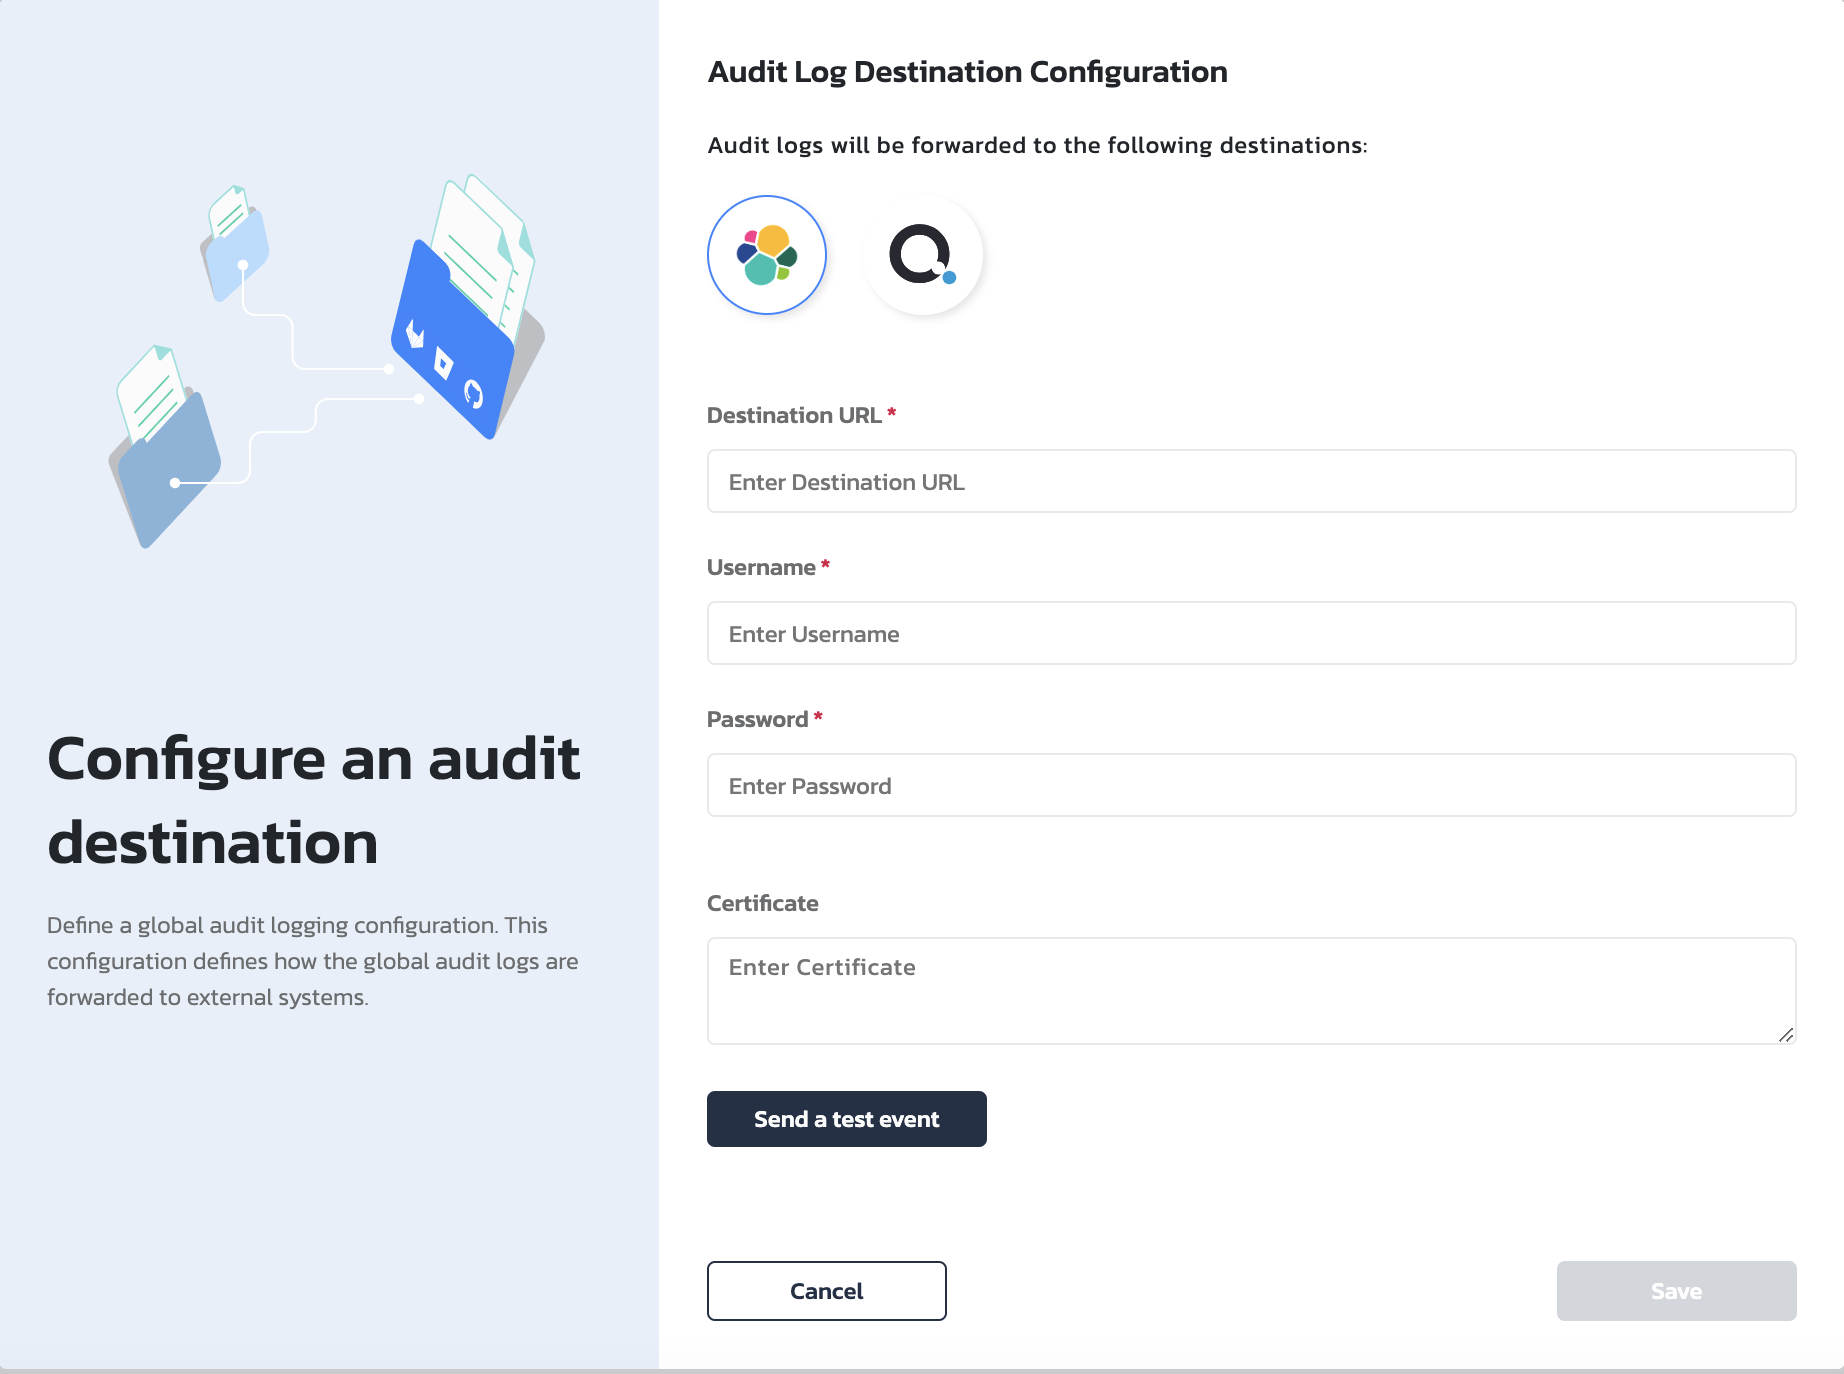 Configure an audit
destination
Define a global audit logging configuration. This
configuration defines how the global audit logs are
forwarded to external systems.
Audit Log Destination Configuration
Audit logs will be forwarded to the following destinations:
Destination URL *
Enter Destination URL
Username *
Enter Username
Password *
Enter Password
Certificate
Enter Certificate
Send a test event
Cancel
Save